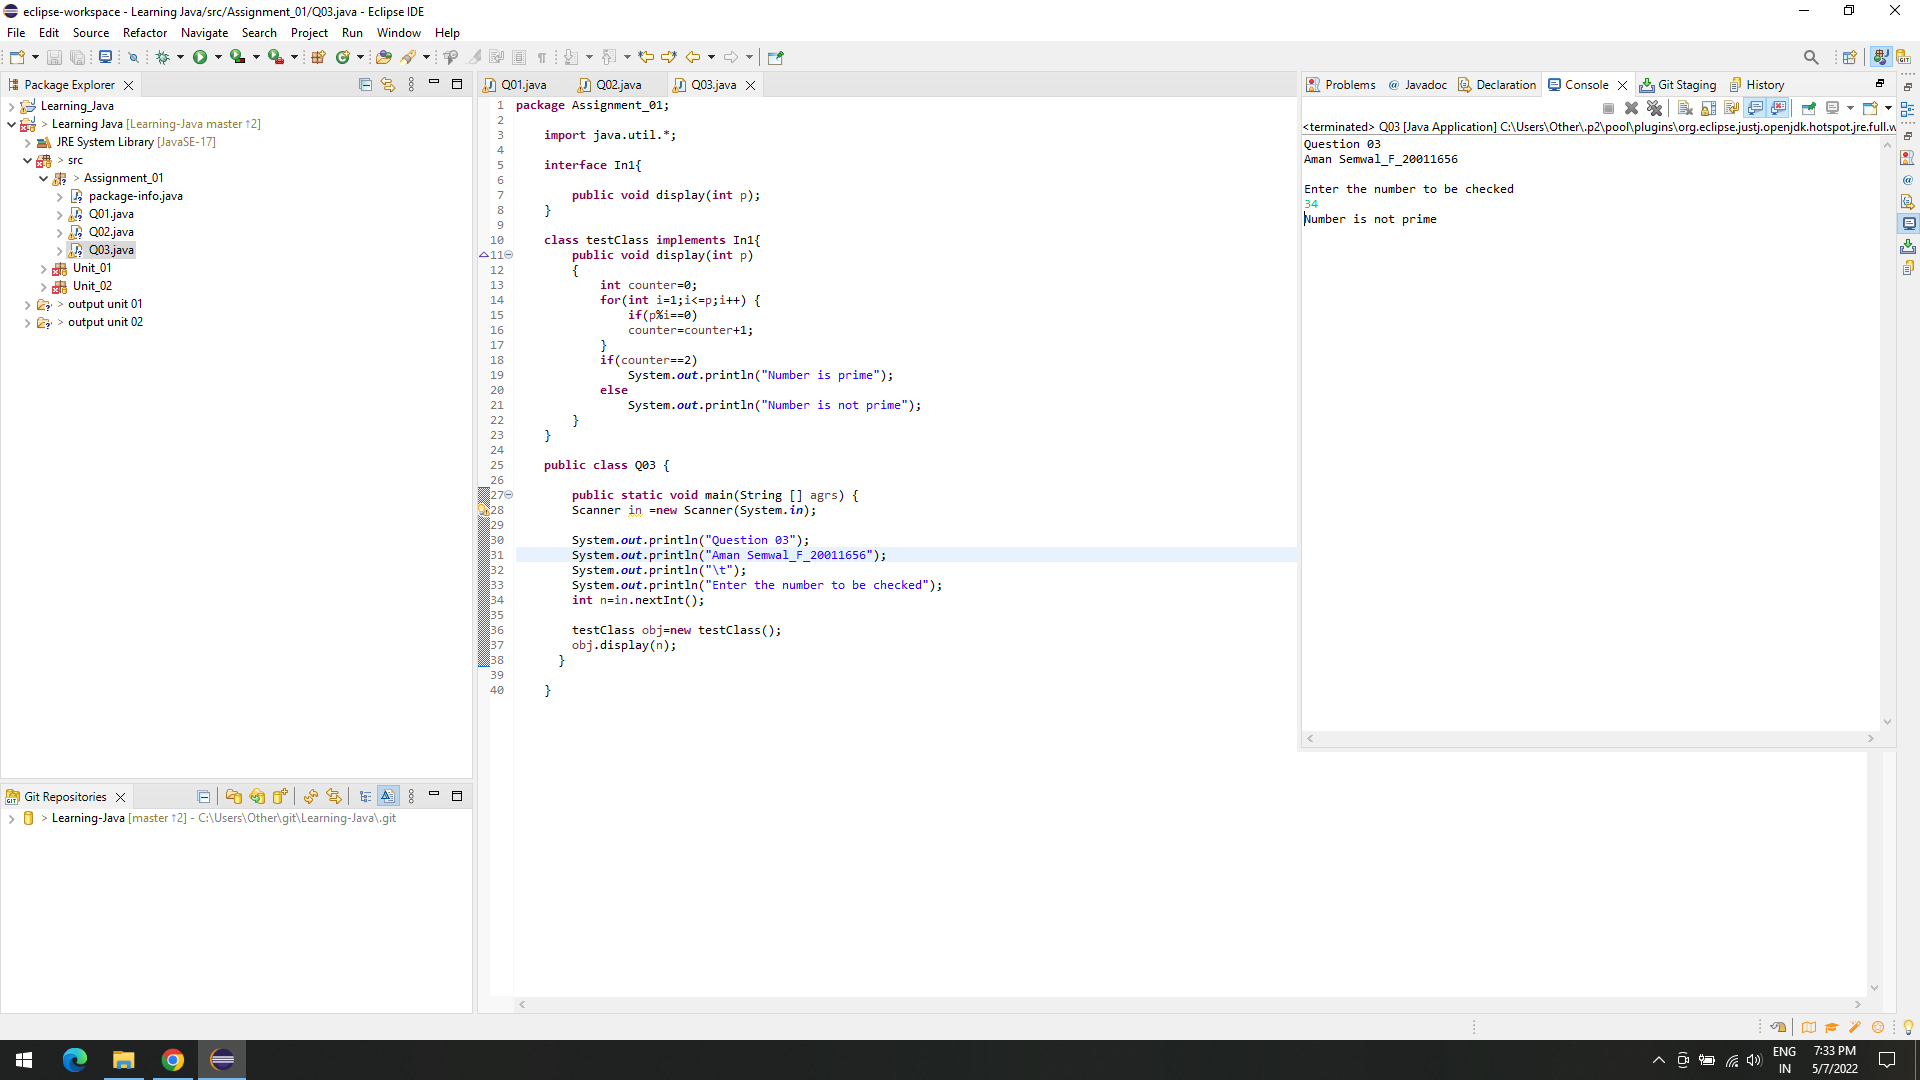 eclipse-workspace - Learning Java/src/Assignment_01/Q03.java - Eclipse IDE
File Edit Source Refactor Navigate Search Project Run Window Help
Package Explorer
Learning_Java
> Learning Java [Learning-Java master ↑2]
JRE System Library [JavaSE-17]
> src
> Assignment_01
package-info.java
Q01.java
Q02.java
Q03.java
Unit_01
Unit_02
> output unit 01
> output unit 02
Git Repositories
> Learning-Java [master ↑2] - C:\Users\Other\git\Learning-Java\.git
Q01.java Q02.java Q03.java
1 package Assignment_01;
2
3 import java.util.*;
4
5 interface In1{
6
7 public void display(int p);
8 }
9
10 class testClass implements In1{
11 public void display(int p)
12 {
13 int counter=0;
14 for(int i=1;i<=p;i++) {
15 if(p%i==0)
16 counter=counter+1;
17 }
18 if(counter==2)
19 System.out.println("Number is prime");
20 else
21 System.out.println("Number is not prime");
22 }
23 }
24
25 public class Q03 {
26
27 public static void main(String [] agrs) {
28 Scanner in =new Scanner(System.in);
29
30 System.out.println("Question 03");
31 System.out.println("Aman Semwal_F_20011656");
32 System.out.println("\t");
33 System.out.println("Enter the number to be checked");
34 int n=in.nextInt();
35
36 testClass obj=new testClass();
37 obj.display(n);
38 }
39
40 }
Problems Javadoc Declaration Console Git Staging History
<terminated> Q03 [Java Application] C:\Users\Other\.p2\pool\plugins\org.eclipse.justj.openjdk.hotspot.jre.full.w
Question 03
Aman Semwal_F_20011656
Enter the number to be checked
34
Number is not prime
ENG
IN
7:33 PM
5/7/2022